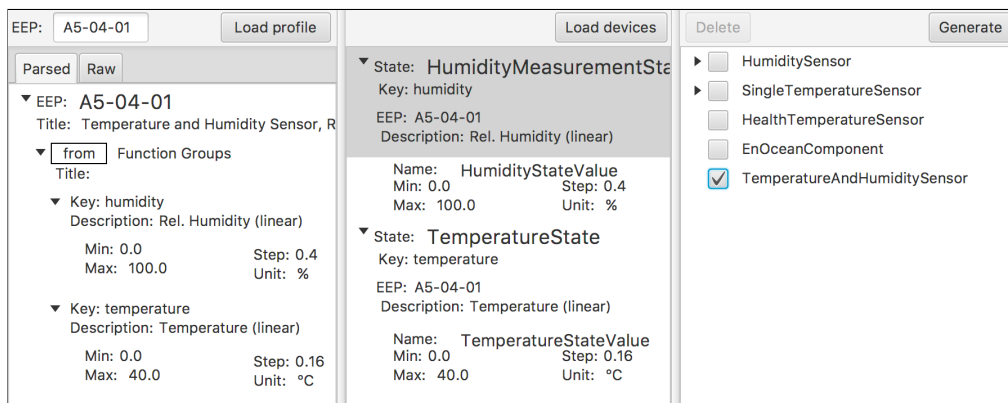 EEP: A5-04-01 Load profile
Parsed Raw
EEP: A5-04-01
Title: Temperature and Humidity Sensor, R
from Function Groups
Title:
Key: humidity
Description: Rel. Humidity (linear)
Min: 0.0
Step: 0.4
Max: 100.0
Unit: %
Key: temperature
Description: Temperature (linear)
Min: 0.0
Step: 0.16
Max: 40.0
Unit: °C
Load devices
State: HumidityMeasurementSta
Key: humidity
EEP: A5-04-01
Description: Rel. Humidity (linear)
Name: HumidityStateValue
Min: 0.0 Step: 0.4
Max: 100.0 Unit: %
State: TemperatureState
Key: temperature
EEP: A5-04-01
Description: Temperature (linear)
Name: TemperatureStateValue
Min: 0.0 Step: 0.16
Max: 40.0 Unit: °C
Delete Generate
HumiditySensor
SingleTemperatureSensor
HealthTemperatureSensor
EnOceanComponent
TemperatureAndHumiditySensor